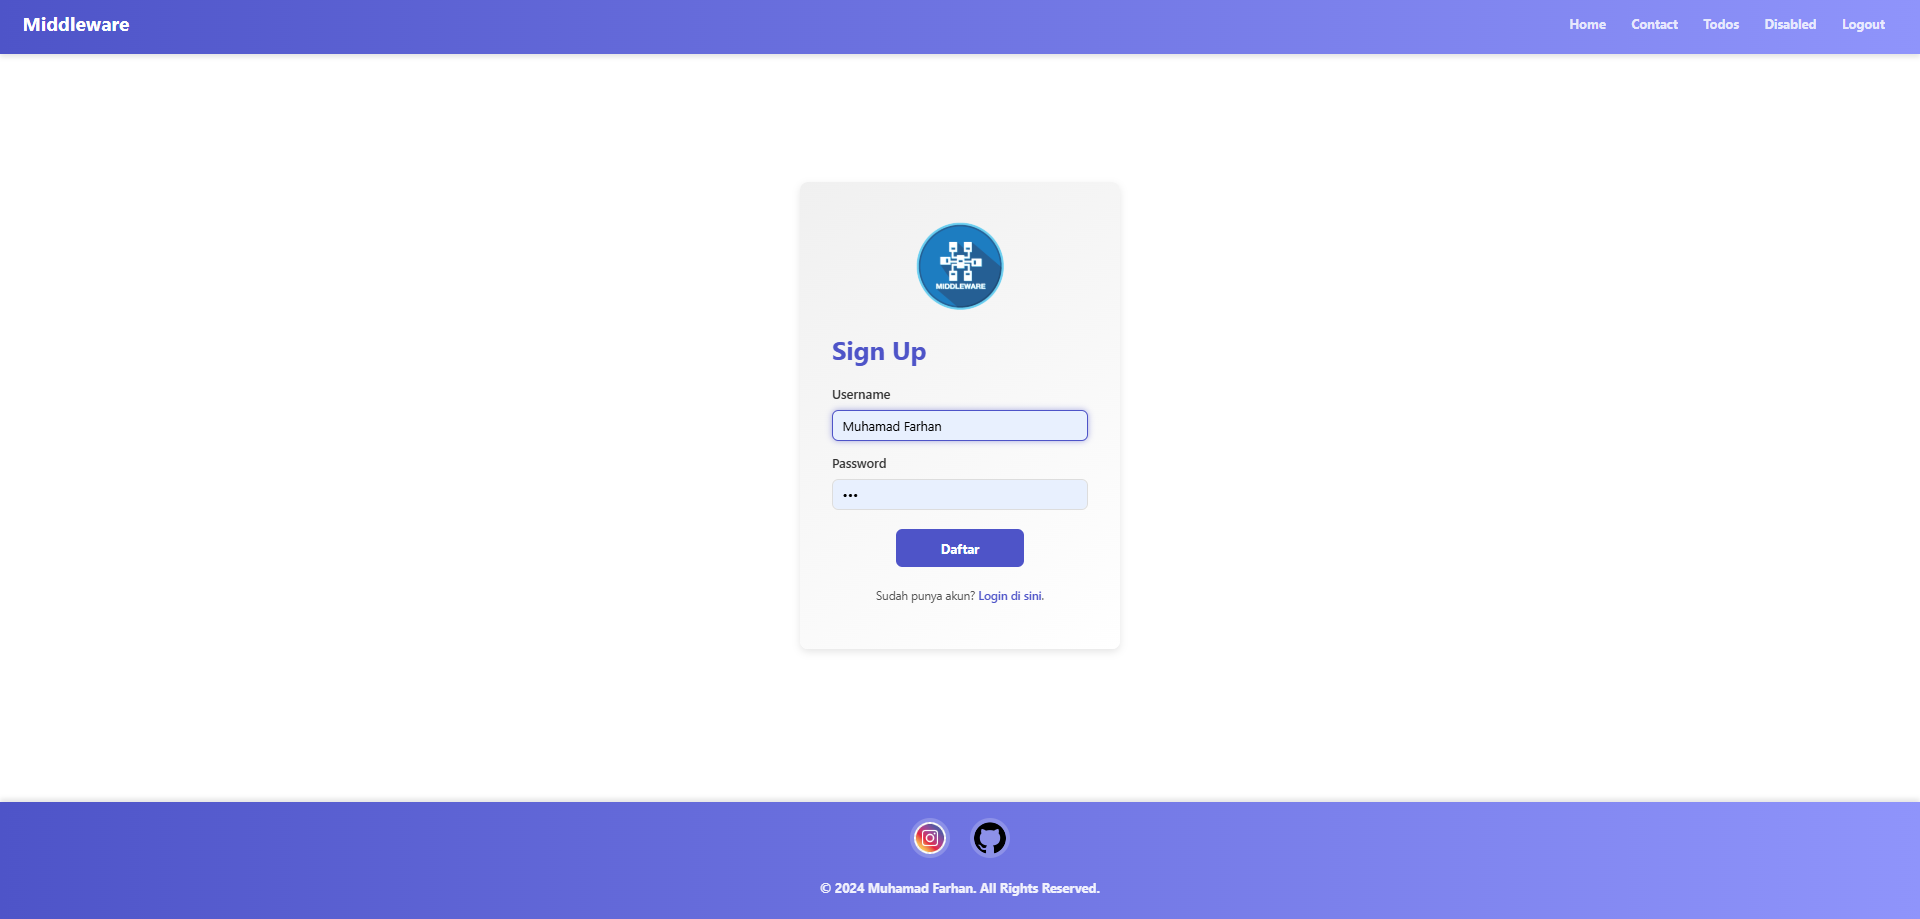 Middleware
Home Contact Todos Disabled Logout
MIDDLEWARE
Sign Up
Username
Muhamad Farhan
Password
•••
Daftar
Sudah punya akun? Login di sini.
© 2024 Muhamad Farhan. All Rights Reserved.